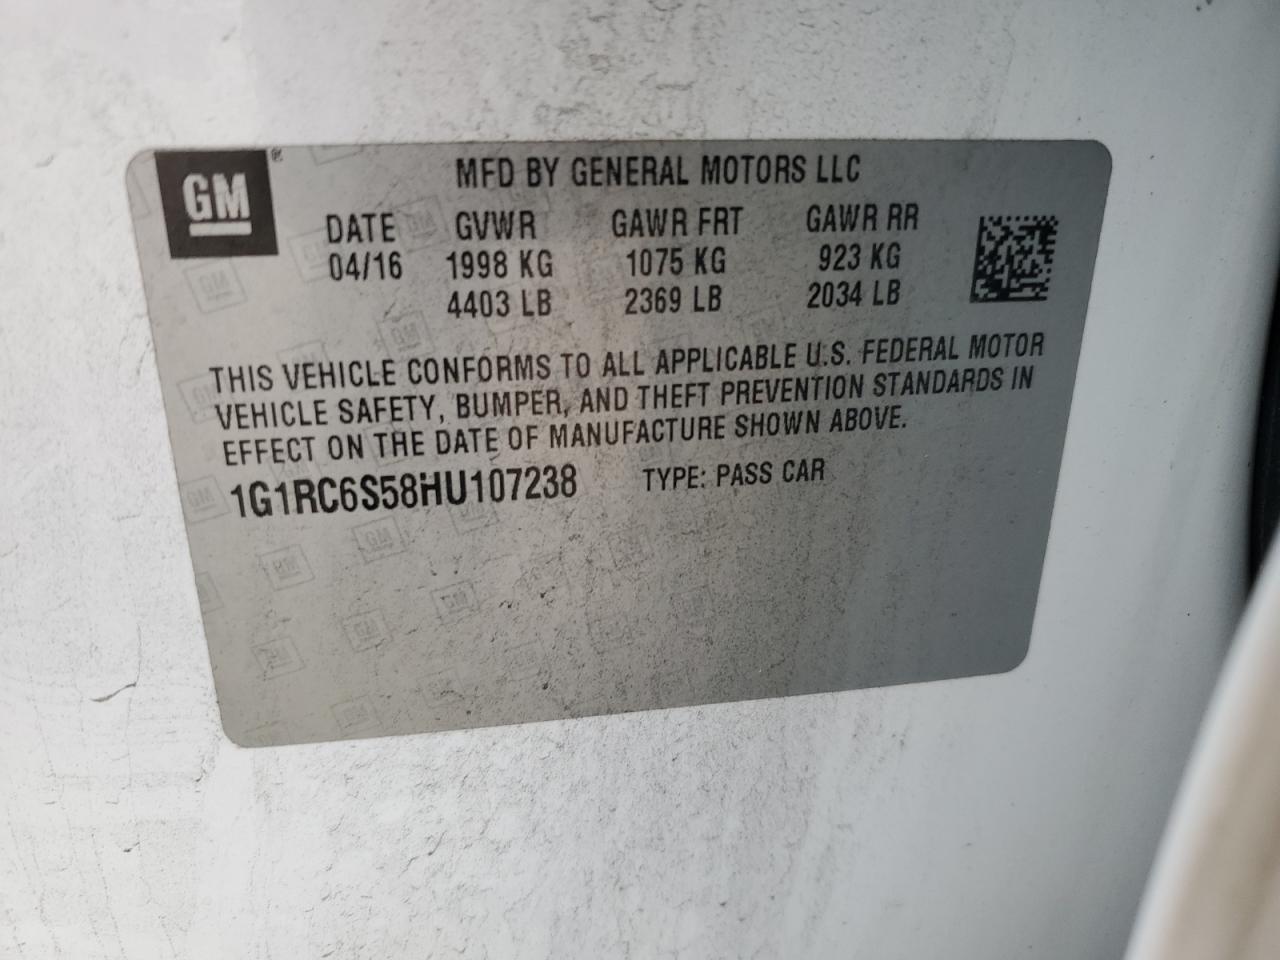 GM ®
MFD BY GENERAL MOTORS LLC
DATE GVWR GAWR FRT GAWR RR
04/16 1998 KG 1075 KG 923 KG
4403 LB 2369 LB 2034 LB
THIS VEHICLE CONFORMS TO ALL APPLICABLE U.S. FEDERAL MOTOR
VEHICLE SAFETY, BUMPER, AND THEFT PREVENTION STANDARDS IN
EFFECT ON THE DATE OF MANUFACTURE SHOWN ABOVE.
1G1RC6S58HU107238 TYPE: PASS CAR